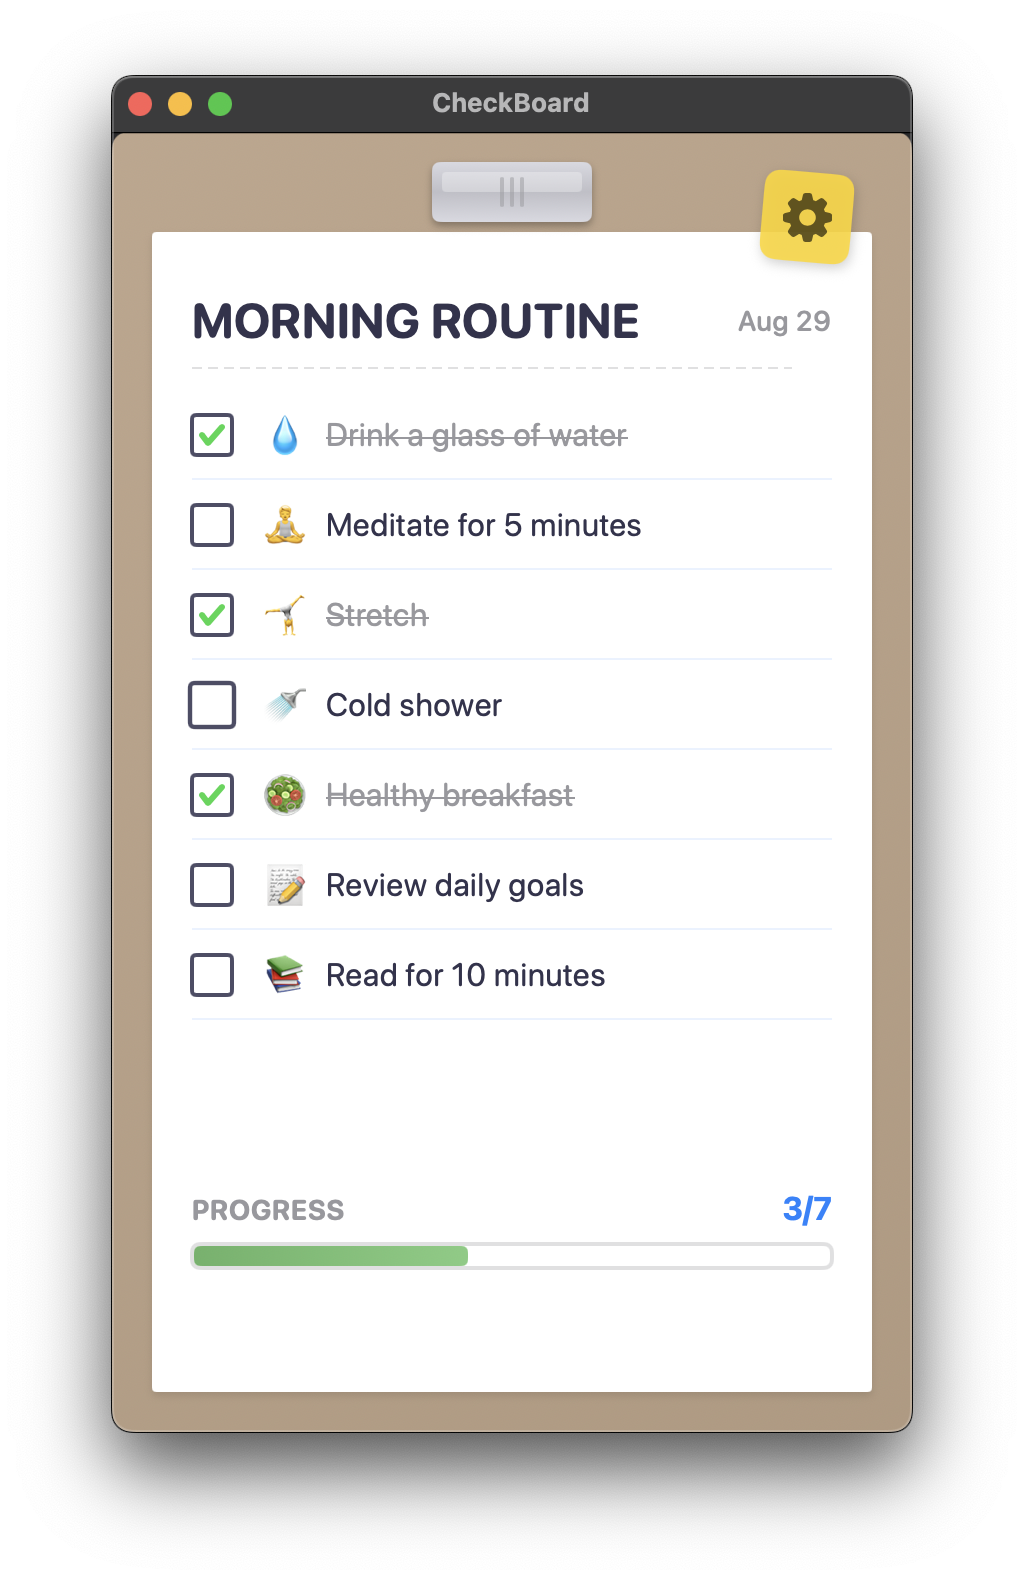 CheckBoard
MORNING ROUTINE
Aug 29
Drink a glass of water
Meditate for 5 minutes
Stretch
Cold shower
Healthy breakfast
Review daily goals
Read for 10 minutes
PROGRESS
3/7